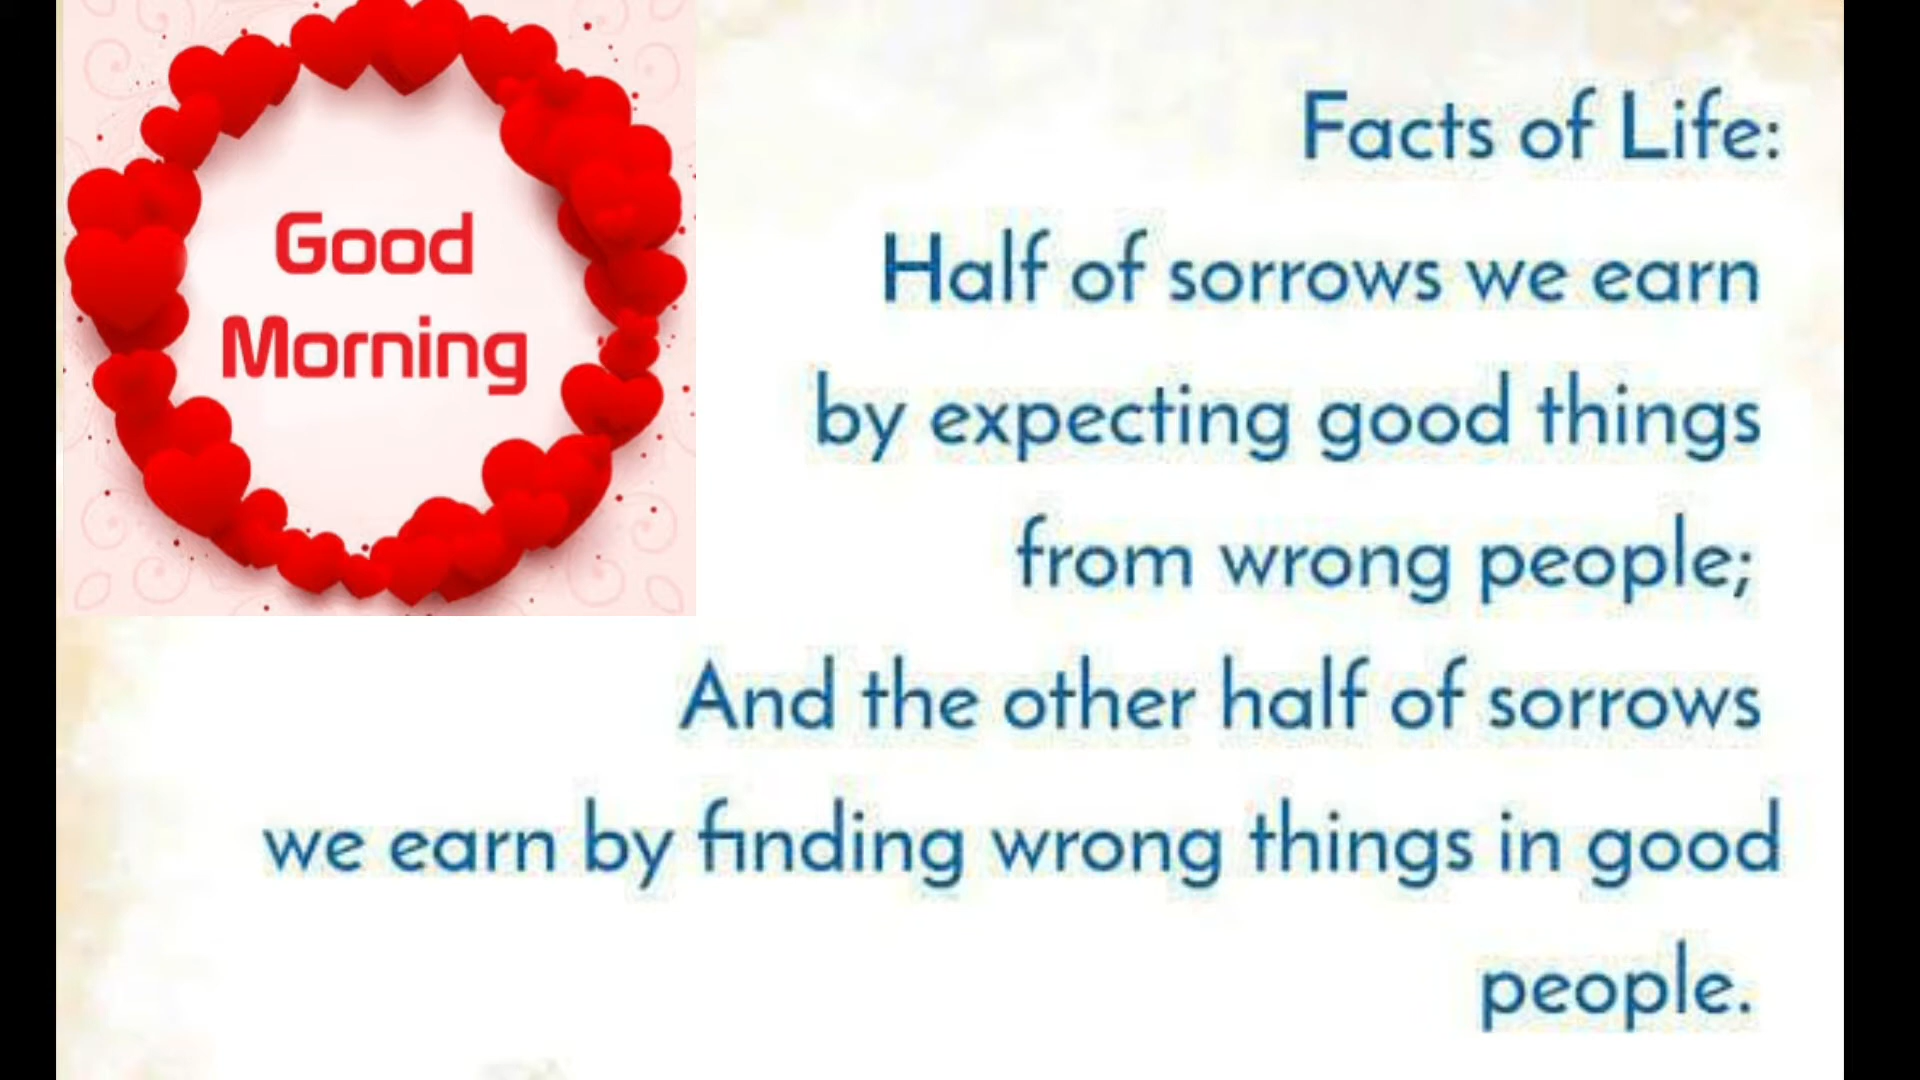 Good
Morning
Facts of Life:
Half of sorrows we earn
by expecting good things
from wrong people;
And the other half of sorrows
we earn by finding wrong things in good
people.